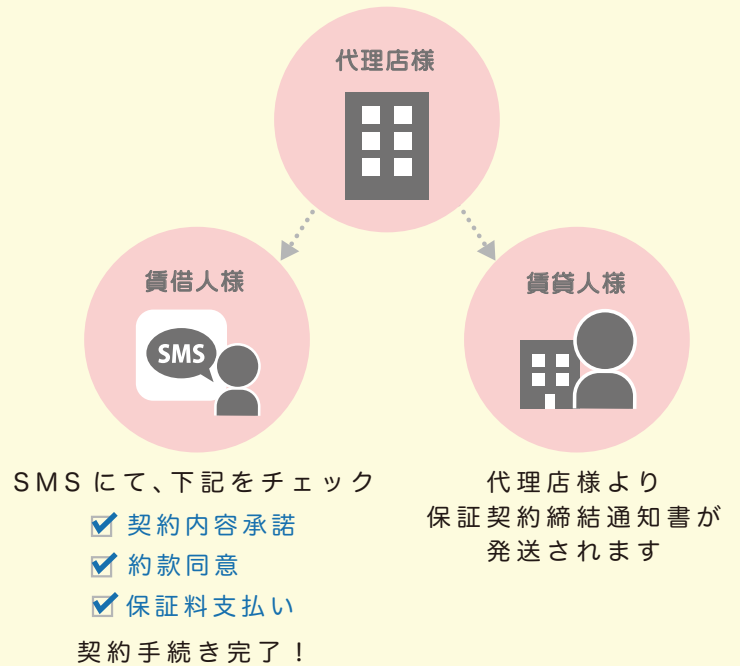 代理店様
賃借人様
SMS
賃貸人様
SMSにて、下記をチェック
契約内容承諾
約款同意
保証料支払い
契約手続き完了！
代理店様より
保証契約締結通知書が
発送されます